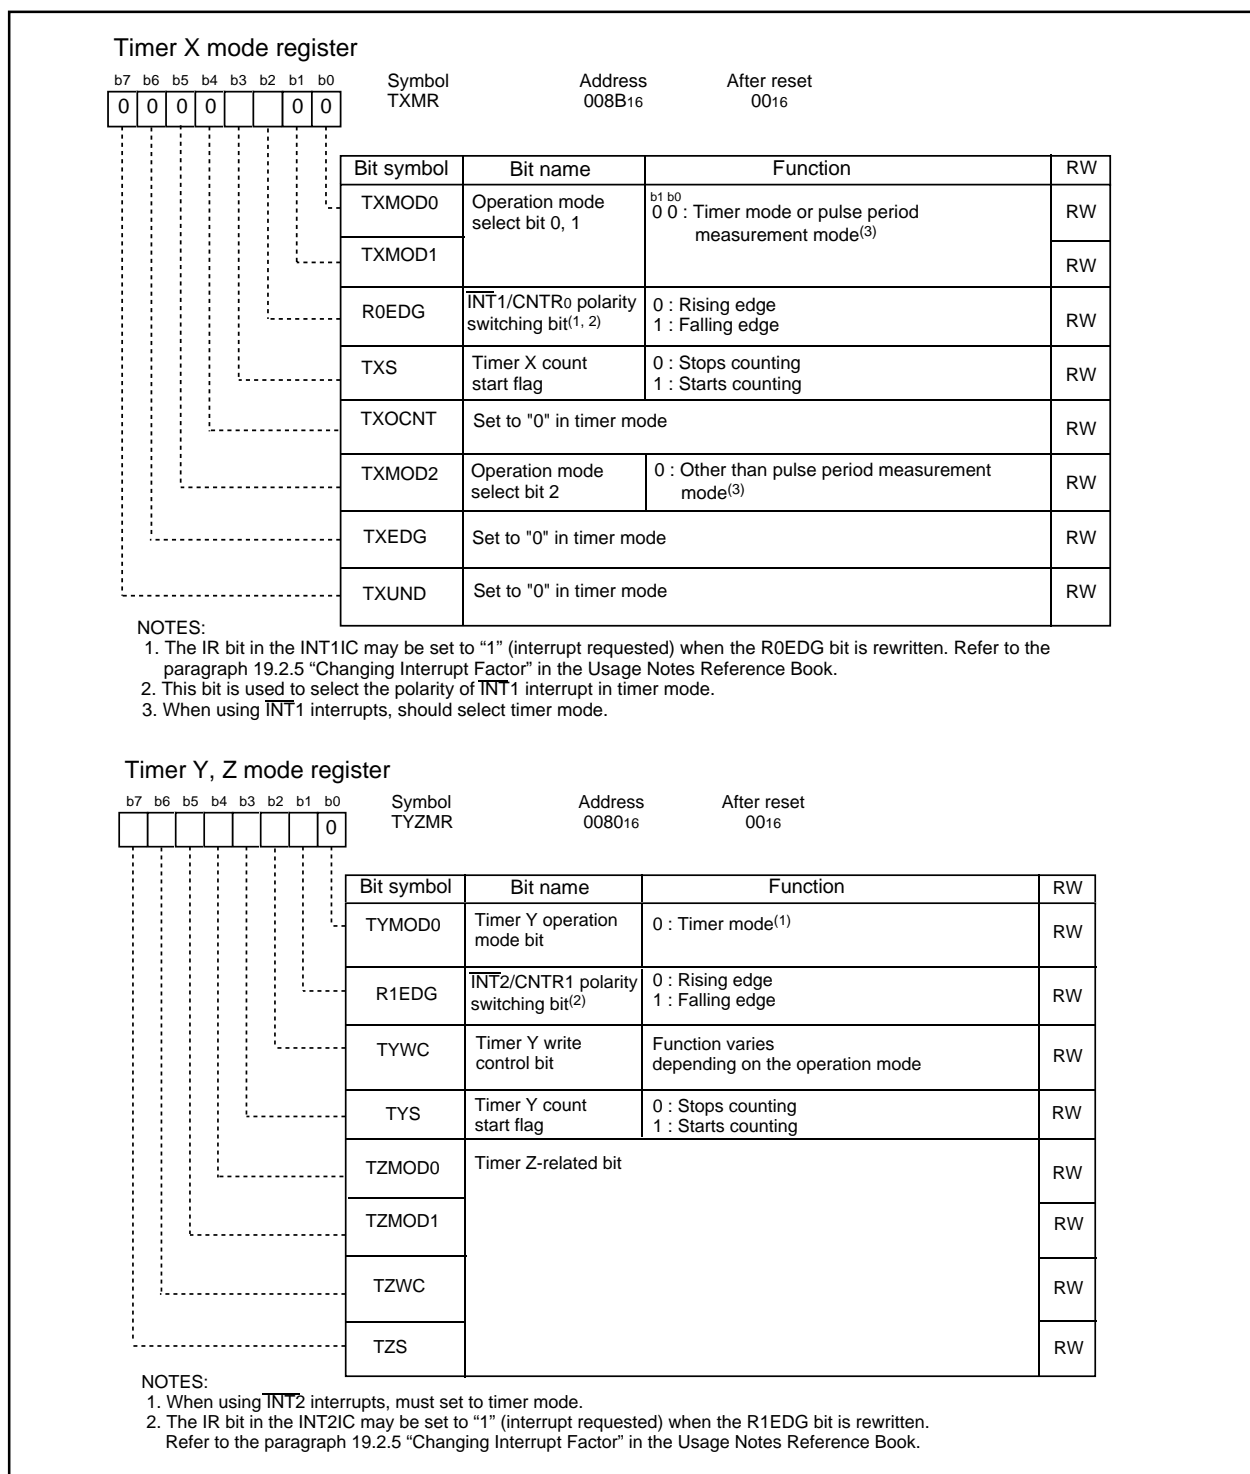 Timer X mode register
b7 b6 b5 b4 b3 b2 b1 b0
Symbol Address After reset
TXMR 008B16 0016
0 0 0 0 0 0
Bit symbol Bit name Function RW
TXMOD0 Operation mode select bit 0, 1 b1 b0
0 0 : Timer mode or pulse period measurement mode(3) RW
TXMOD1 RW
R0EDG INT1/CNTR0 polarity switching bit(1, 2) 0 : Rising edge
1 : Falling edge RW
TXS Timer X count start flag 0 : Stops counting
1 : Starts counting RW
TXOCNT Set to "0" in timer mode RW
TXMOD2 Operation mode select bit 2 0 : Other than pulse period measurement mode(3) RW
TXEDG Set to "0" in timer mode RW
TXUND Set to "0" in timer mode RW
NOTES:
1. The IR bit in the INT1IC may be set to “1” (interrupt requested) when the R0EDG bit is rewritten. Refer to the
paragraph 19.2.5 “Changing Interrupt Factor” in the Usage Notes Reference Book.
2. This bit is used to select the polarity of INT1 interrupt in timer mode.
3. When using INT1 interrupts, should select timer mode.
Timer Y, Z mode register
b7 b6 b5 b4 b3 b2 b1 b0
Symbol Address After reset
TYZMR 008016 0016
0
Bit symbol Bit name Function RW
TYMOD0 Timer Y operation mode bit 0 : Timer mode(1) RW
R1EDG INT2/CNTR1 polarity switching bit(2) 0 : Rising edge
1 : Falling edge RW
TYWC Timer Y write control bit Function varies depending on the operation mode RW
TYS Timer Y count start flag 0 : Stops counting
1 : Starts counting RW
TZMOD0 Timer Z-related bit RW
TZMOD1 RW
TZWC RW
TZS RW
NOTES:
1. When using INT2 interrupts, must set to timer mode.
2. The IR bit in the INT2IC may be set to “1” (interrupt requested) when the R1EDG bit is rewritten.
Refer to the paragraph 19.2.5 “Changing Interrupt Factor” in the Usage Notes Reference Book.